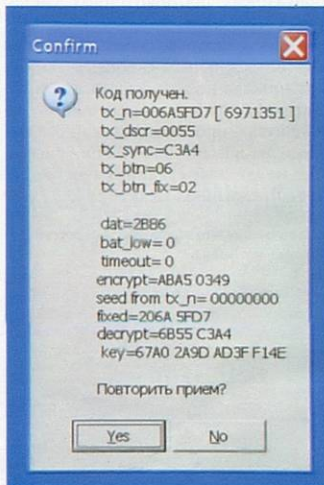 Confirm
Код получен.
tx_n=006A5FD7 [ 6971351 ]
tx_dscr=0055
tx_sync=C3A4
tx_btn=06
tx_btn_fix=02
dat=2B86
bat_low= 0
timeout= 0
encrypt=ABA5 0349
seed from tx_n= 00000000
fixed=206A 5FD7
decrypt=6B55 C3A4
key=67A0 2A9D AD3F F14E
Повторить прием?
Yes
No